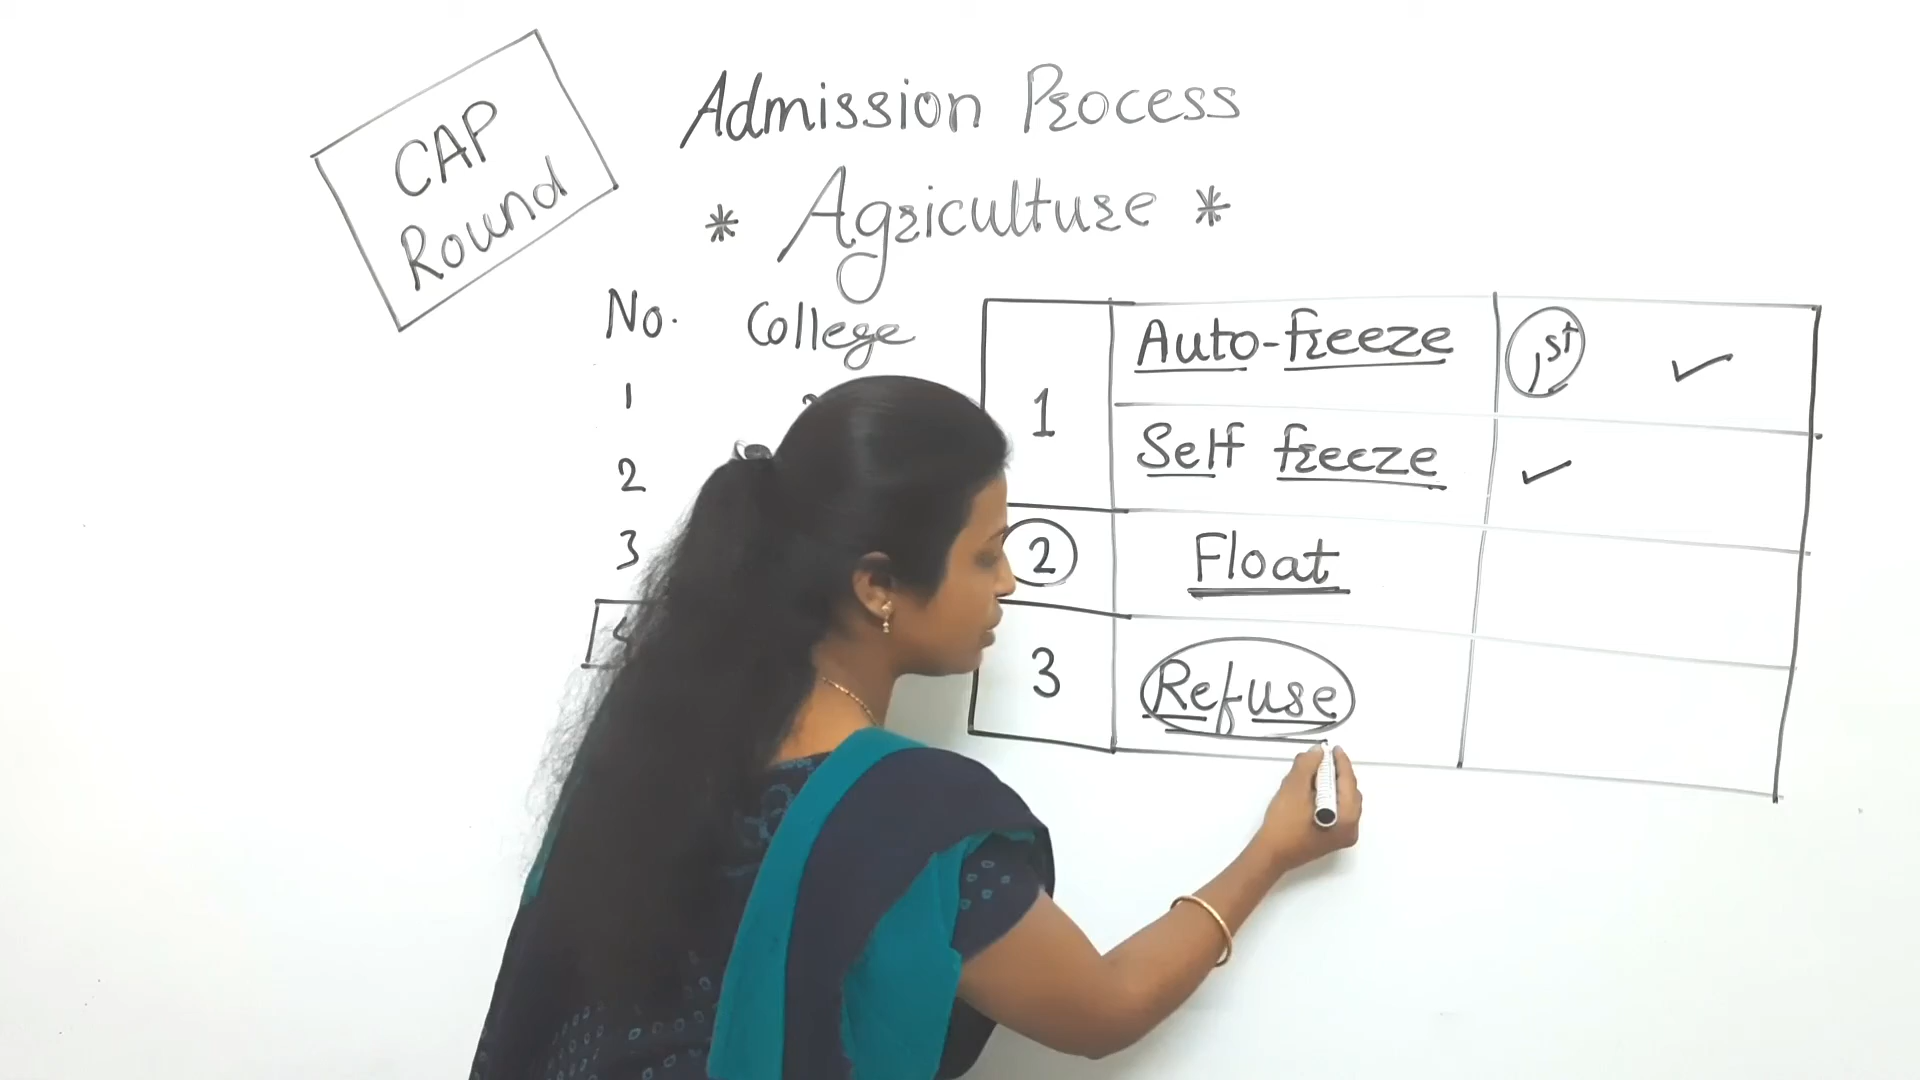 CAP
Round
Admission Process
* Agriculture *
No. College
1
2
3
1 Auto-freeze 1st ✓
Self freeze ✓
2 Float
3 Refuse